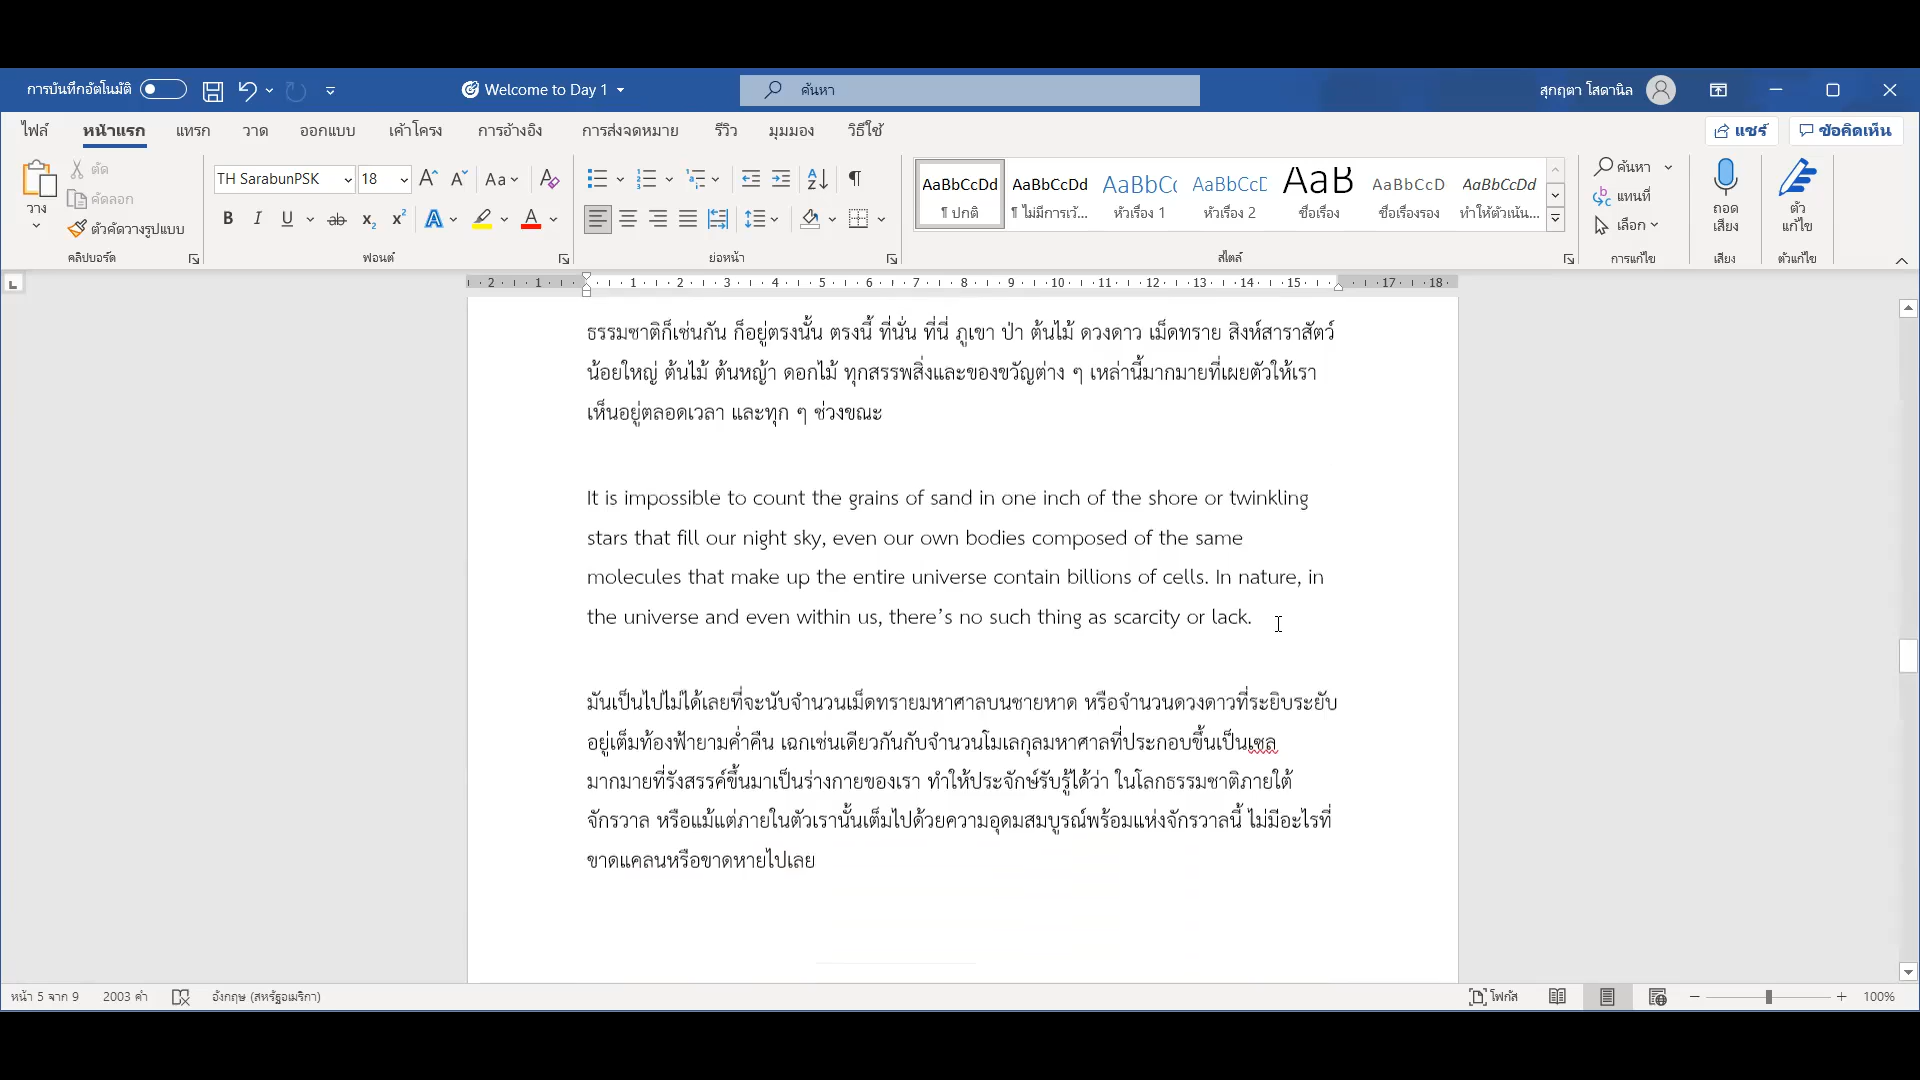 การบันทึกอัตโนมัติ
Welcome to Day 1
ค้นหา
สุกฤตา โสดานิล
ไฟล์ หน้าแรก แทรก วาด ออกแบบ เค้าโครง การอ้างอิง การส่งจดหมาย รีวิว มุมมอง วิธีใช้
แชร์ ข้อคิดเห็น
วาง
ตัด
คัดลอก
ตัวคัดวางรูปแบบ
คลิปบอร์ด
TH SarabunPSK 18
ฟอนต์
ย่อหน้า
AaBbCcDd AaBbCcDd AaBbCc AaBbCcD AaB AaBbCcD AaBbCcDd
¶ ปกติ ¶ ไม่มีการเว้... หัวเรื่อง 1 หัวเรื่อง 2 ชื่อเรื่อง ชื่อเรื่องรอง ทำให้ตัวเน้น...
สไตล์
ค้นหา
แทนที่
เลือก
การแก้ไข
ถอด
เสียง
เสียง
ตัว
แก้ไข
ตัวแก้ไข
2 1 1 2 3 4 5 6 7 8 9 10 11 12 13 14 15 17 18
ธรรมชาติก็เช่นกัน ก็อยู่ตรงนั้น ตรงนี้ ที่นั่น ที่นี่ ภูเขา ป่า ต้นไม้ ดวงดาว เม็ดทราย สิงห์สาราสัตว์
น้อยใหญ่ ต้นไม้ ต้นหญ้า ดอกไม้ ทุกสรรพสิ่งและของขวัญต่าง ๆ เหล่านี้มากมายที่เผยตัวให้เรา
เห็นอยู่ตลอดเวลา และทุก ๆ ช่วงขณะ
It is impossible to count the grains of sand in one inch of the shore or twinkling
stars that fill our night sky, even our own bodies composed of the same
molecules that make up the entire universe contain billions of cells. In nature, in
the universe and even within us, there’s no such thing as scarcity or lack.
มันเป็นไปไม่ได้เลยที่จะนับจำนวนเม็ดทรายมหาศาลบนชายหาด หรือจำนวนดวงดาวที่ระยิบระยับ
อยู่เต็มท้องฟ้ายามค่ำคืน เฉกเช่นเดียวกันกับจำนวนโมเลกุลมหาศาลที่ประกอบขึ้นเป็นเซล
มากมายที่รังสรรค์ขึ้นมาเป็นร่างกายของเรา ทำให้ประจักษ์รับรู้ได้ว่า ในโลกธรรมชาติภายใต้
จักรวาล หรือแม้แต่ภายในตัวเรานั้นเต็มไปด้วยความอุดมสมบูรณ์พร้อมแห่งจักรวาลนี้ ไม่มีอะไรที่
ขาดแคลนหรือขาดหายไปเลย
หน้า 5 จาก 9 2003 คำ อังกฤษ (สหรัฐอเมริกา)
โฟกัส
100%